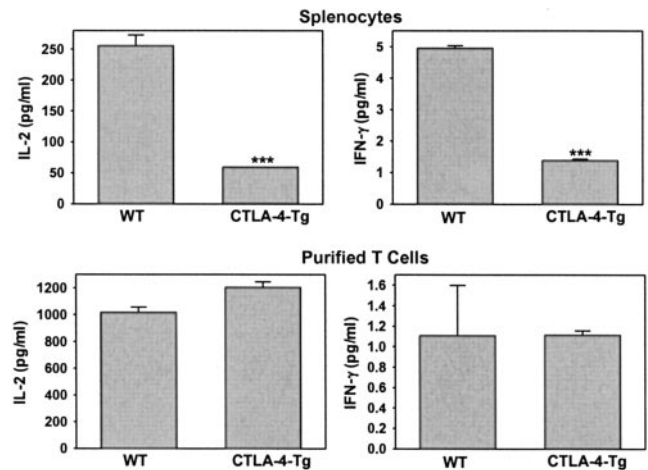 Splenocytes
IL-2 (pg/ml)
250
200
150
100
50
0
***
WT
CTLA-4-Tg
IFN-γ (pg/ml)
5
4
3
2
1
0
***
WT
CTLA-4-Tg
Purified T Cells
IL-2 (pg/ml)
1200
1000
800
600
400
200
0
WT
CTLA-4-Tg
IFN-γ (pg/ml)
1.6
1.4
1.2
1.0
0.8
0.6
0.4
0.2
0.0
WT
CTLA-4-Tg